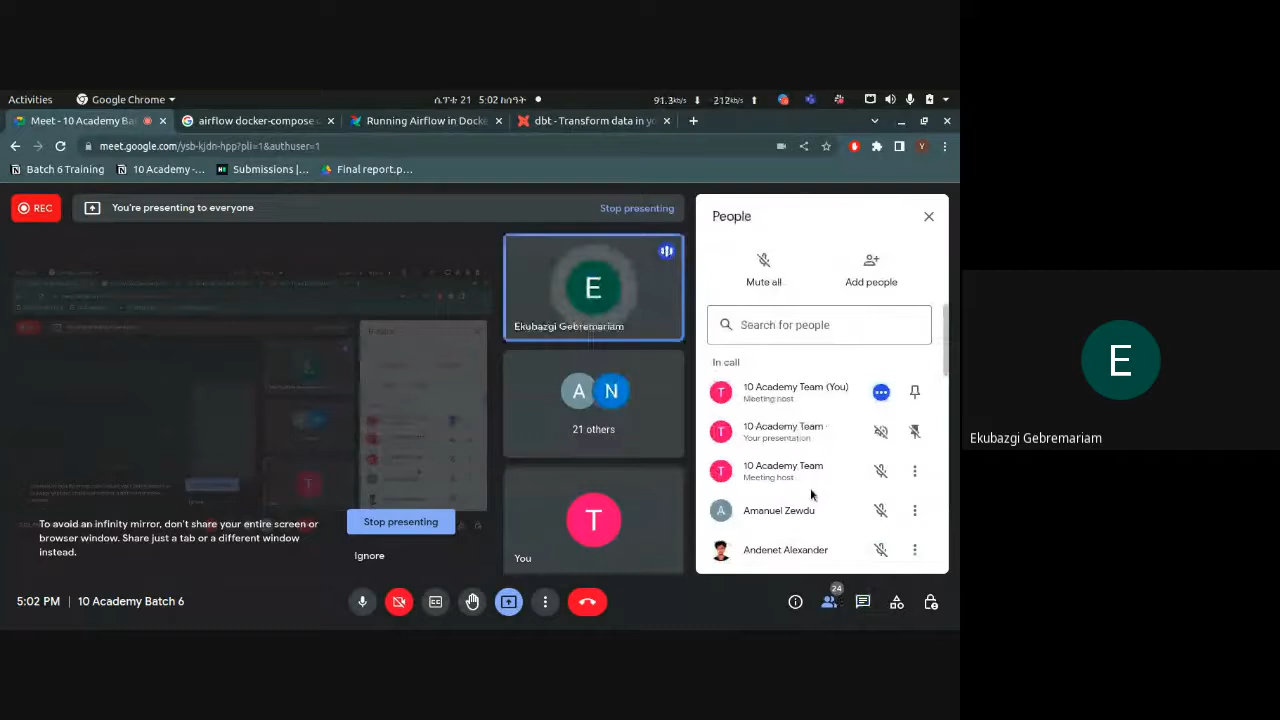 Activities
Google Chrome
ሴፕቴ 21  5:02 ከሰዓት
91.3kb/s
212kb/s
Meet - 10 Academy Ba
airflow docker-compose.
Running Airflow in Docke
dbt - Transform data in yo
meet.google.com/ysb-kjdn-hpp?pli=1&authuser=1
Y
Batch 6 Training
10 Academy -...
Submissions |...
Final report.p...
REC
You're presenting to everyone
Stop presenting
E
Ekubazgi Gebremariam
A
N
21 others
T
You
To avoid an infinity mirror, don't share your entire screen or
browser window. Share just a tab or a different window
instead.
Stop presenting
Ignore
People
Mute all
Add people
Search for people
In call
T
10 Academy Team (You)
Meeting host
T
10 Academy Team
Your presentation
T
10 Academy Team
Meeting host
A
Amanuel Zewdu
Andenet Alexander
5:02 PM | 10 Academy Batch 6
24
E
Ekubazgi Gebremariam